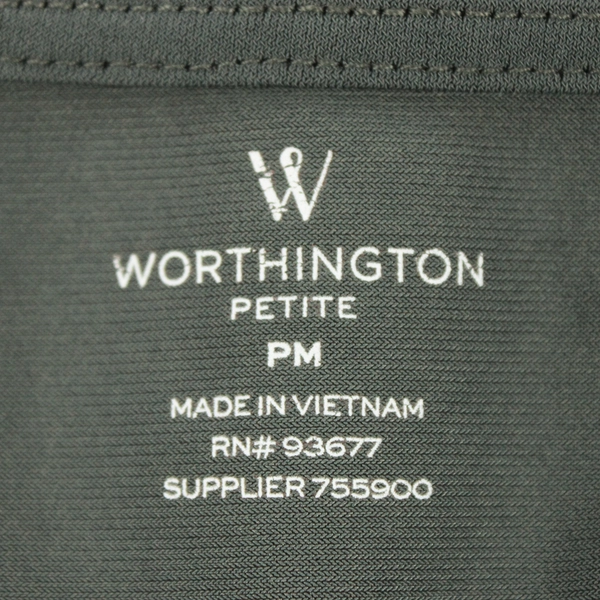 W
WORTHINGTON
PETITE
PM
MADE IN VIETNAM
RN# 93677
SUPPLIER 755900